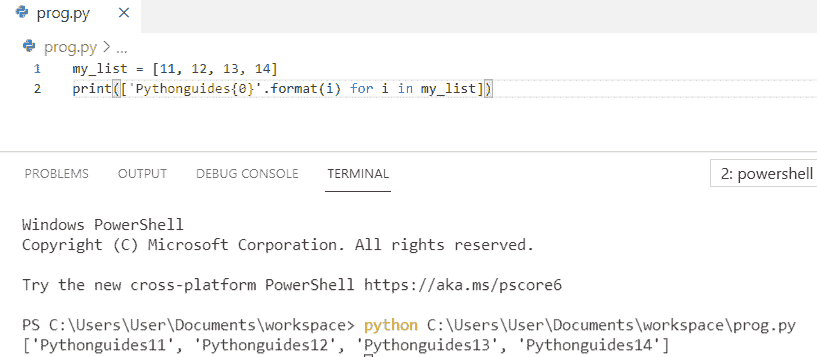 prog.py ×
prog.py > ...
1 my_list = [11, 12, 13, 14]
2 print(['Pythonguides{0}'.format(i) for i in my_list])
PROBLEMS OUTPUT DEBUG CONSOLE TERMINAL 2: powershell
Windows PowerShell
Copyright (C) Microsoft Corporation. All rights reserved.
Try the new cross-platform PowerShell https://aka.ms/pscore6
PS C:\Users\User\Documents\workspace> python C:\Users\User\Documents\workspace\prog.py
['Pythonguides11', 'Pythonguides12', 'Pythonguides13', 'Pythonguides14']